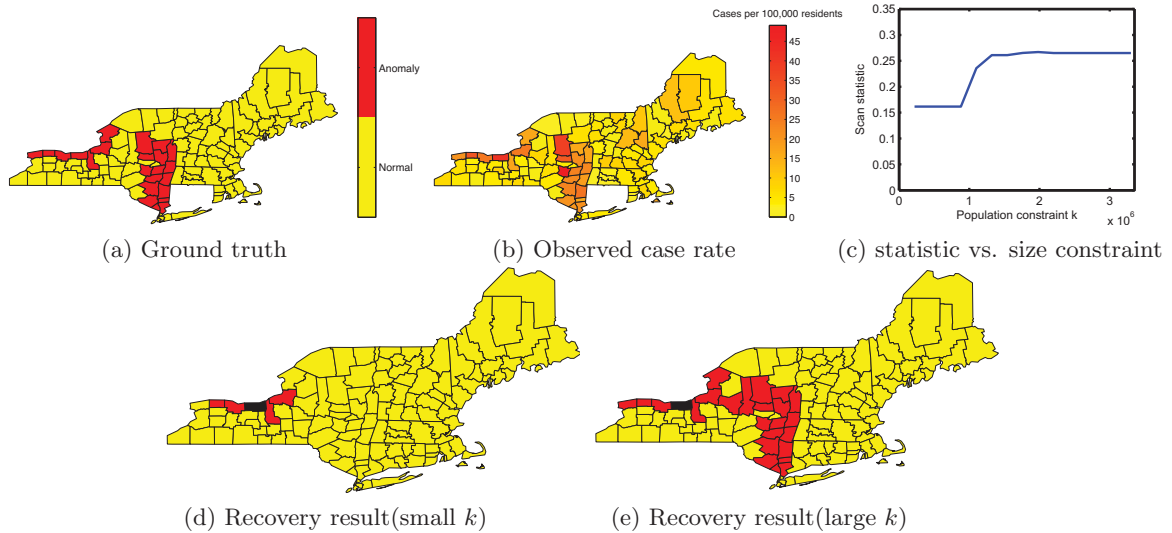 Anomaly
Normal
(a) Ground truth
Cases per 100,000 residents
45
40
35
30
25
20
15
10
5
0
(b) Observed case rate
0.35
0.3
0.25
0.2
0.15
0.1
0.05
0
Scan statistic
0 1 2 3
Population constraint k
x 10^6
(c) statistic vs. size constraint
(d) Recovery result(small k)
(e) Recovery result(large k)